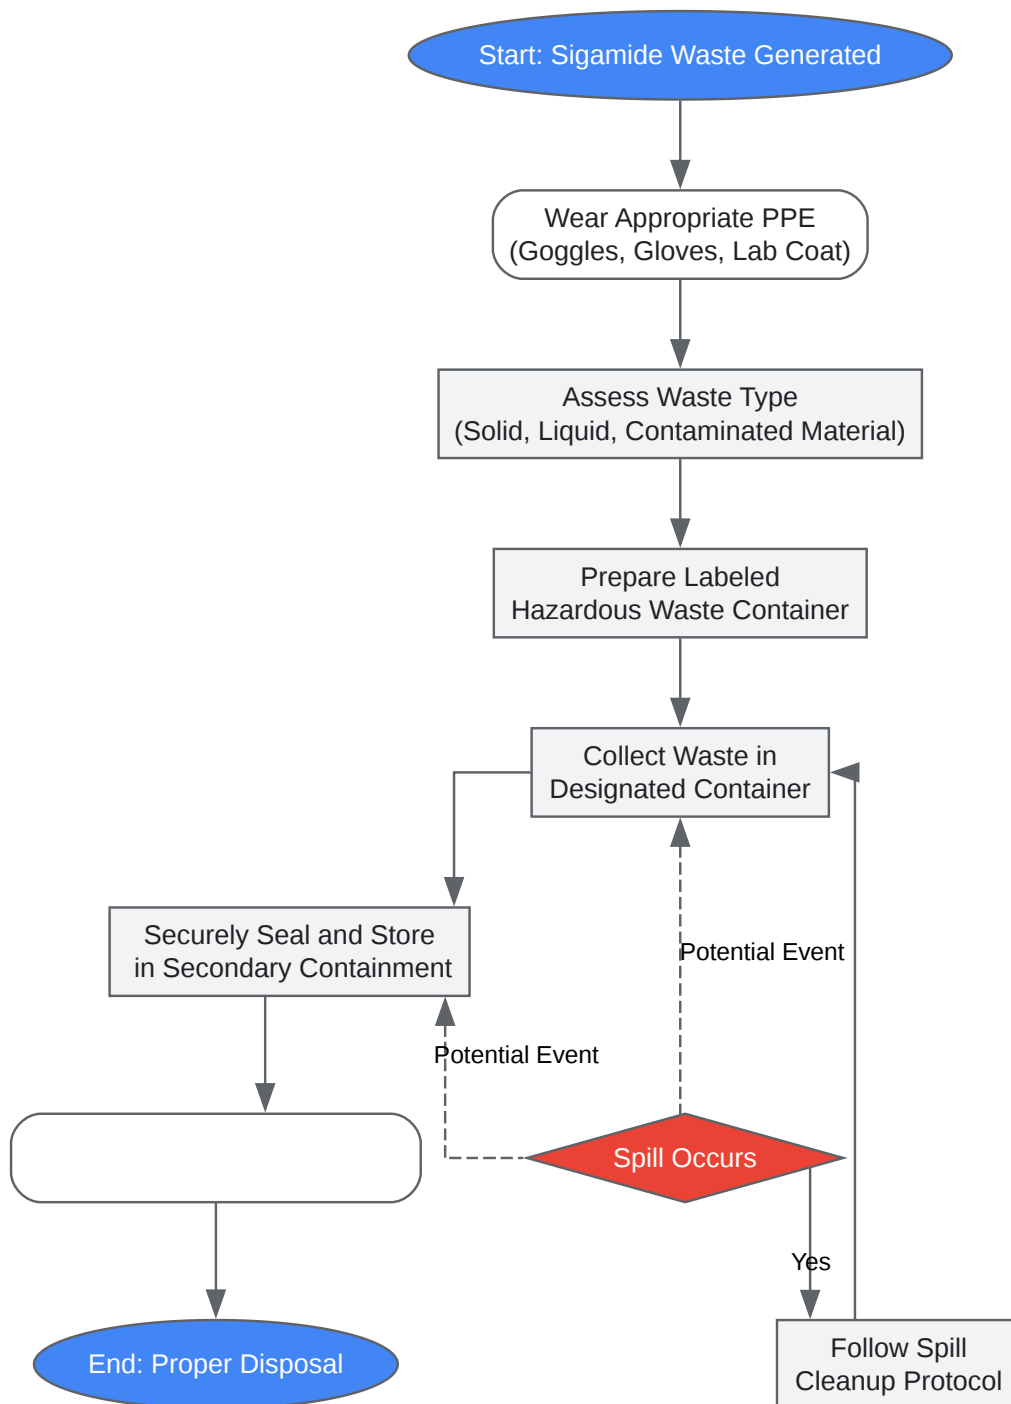 Start: Sigamide Waste Generated
Wear Appropriate PPE
(Goggles, Gloves, Lab Coat)
Assess Waste Type
(Solid, Liquid, Contaminated Material)
Prepare Labeled
Hazardous Waste Container
Collect Waste in
Designated Container
Securely Seal and Store
in Secondary Containment
Potential Event
Potential Event
Spill Occurs
Yes
End: Proper Disposal
Follow Spill
Cleanup Protocol